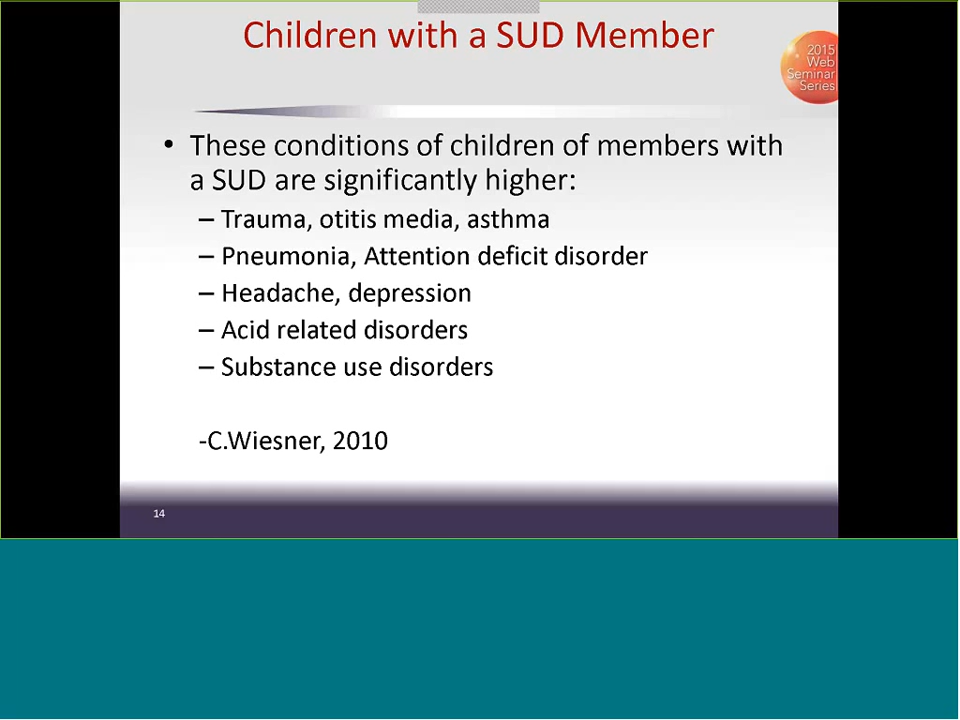 Children with a SUD Member
2015
Web
Seminar
Series
• These conditions of children of members with
a SUD are significantly higher:
– Trauma, otitis media, asthma
– Pneumonia, Attention deficit disorder
– Headache, depression
– Acid related disorders
– Substance use disorders
-C.Wiesner, 2010
14